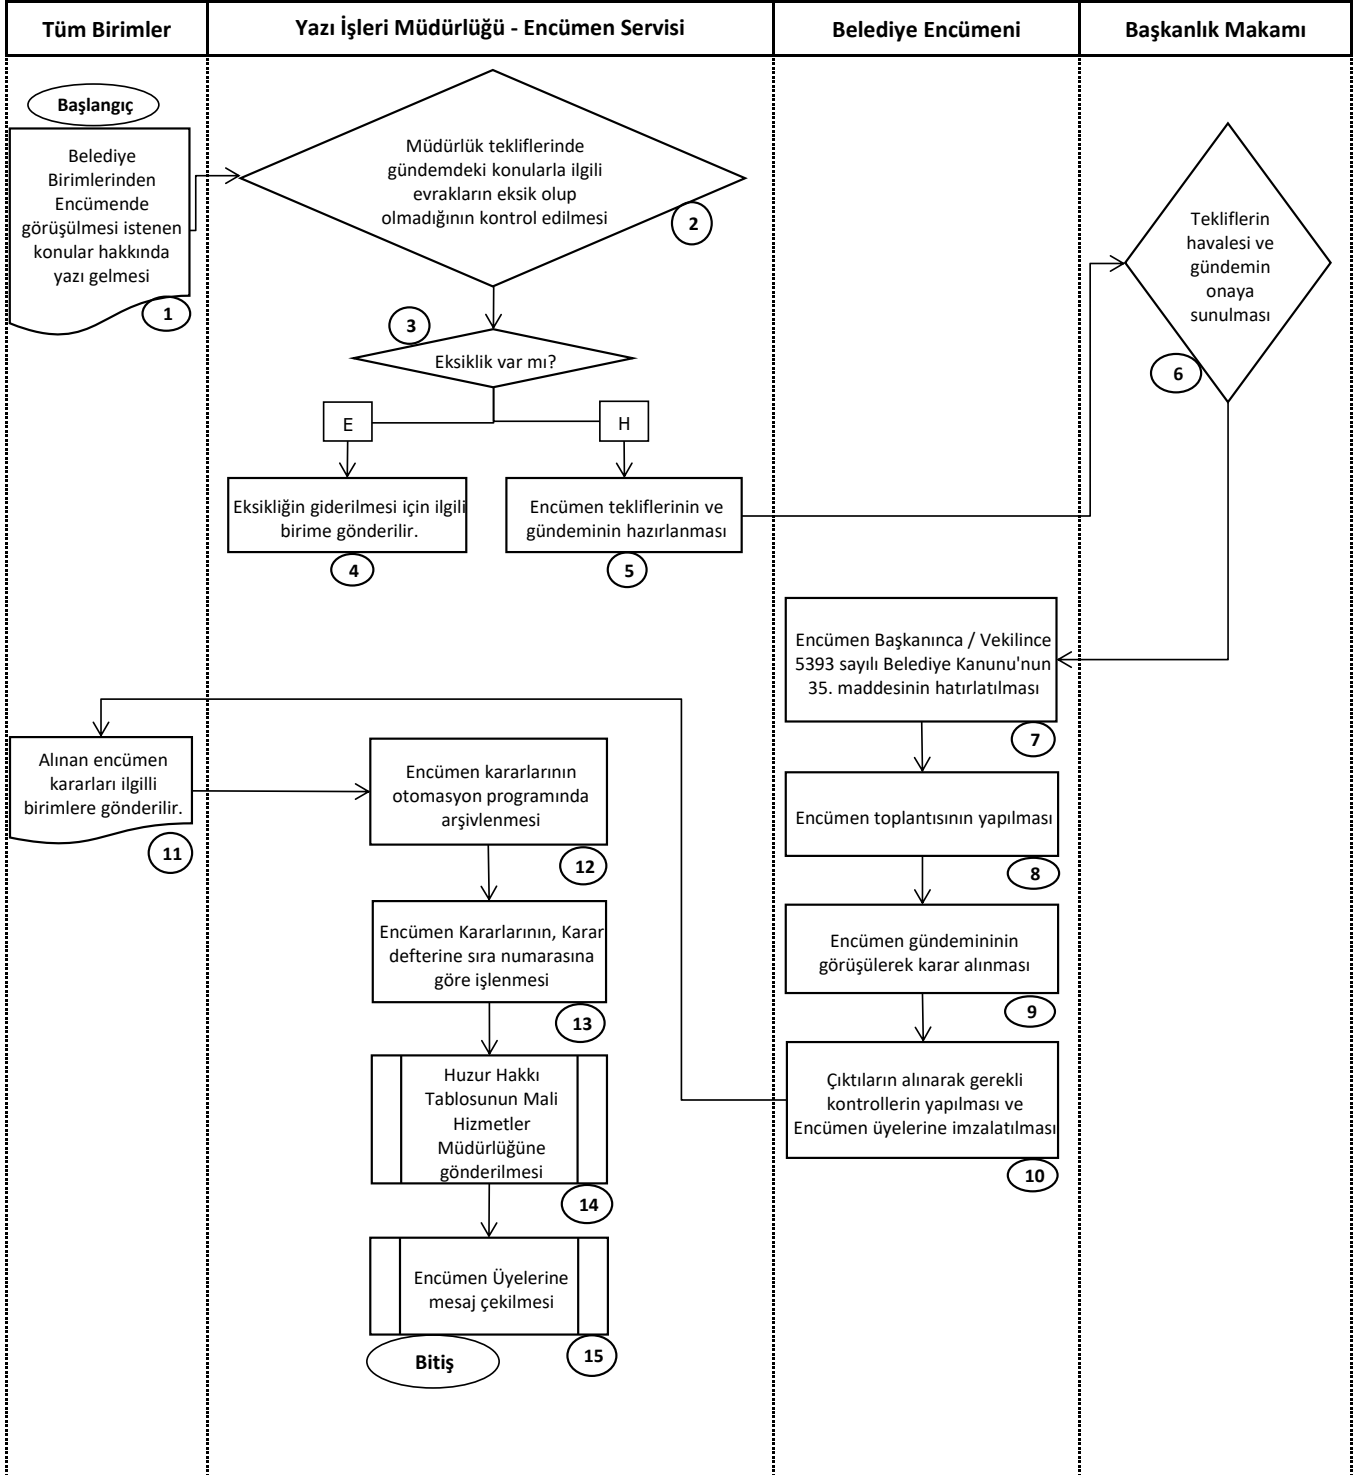 Tüm Birimler
Yazı İşleri Müdürlüğü - Encümen Servisi
Belediye Encümeni
Başkanlık Makamı
Başlangıç
Belediye
Birimlerinden
Encümende
görüşülmesi istenen
konular hakkında
yazı gelmesi
1
Müdürlük tekliflerinde
gündemdeki konularla ilgili
evrakların eksik olup
olmadığının kontrol edilmesi
2
3
Eksiklik var mı?
E
H
Eksikliğin giderilmesi için ilgili
birime gönderilir.
4
Encümen tekliflerinin ve
gündeminin hazırlanması
5
Tekliflerin
havalesi ve
gündemin
onaya
sunulması
6
Encümen Başkanınca / Vekilince
5393 sayılı Belediye Kanunu'nun
35. maddesinin hatırlatılması
7
Encümen toplantısının yapılması
8
Encümen gündemininin
görüşülerek karar alınması
9
Çıktıların alınarak gerekli
kontrollerin yapılması ve
Encümen üyelerine imzalatılması
10
Alınan encümen
kararları ilgilli
birimlere gönderilir.
11
Encümen kararlarının
otomasyon programında
arşivlenmesi
12
Encümen Kararlarının, Karar
defterine sıra numarasına
göre işlenmesi
13
Huzur Hakkı
Tablosunun Mali
Hizmetler
Müdürlüğüne
gönderilmesi
14
Encümen Üyelerine
mesaj çekilmesi
15
Bitiş